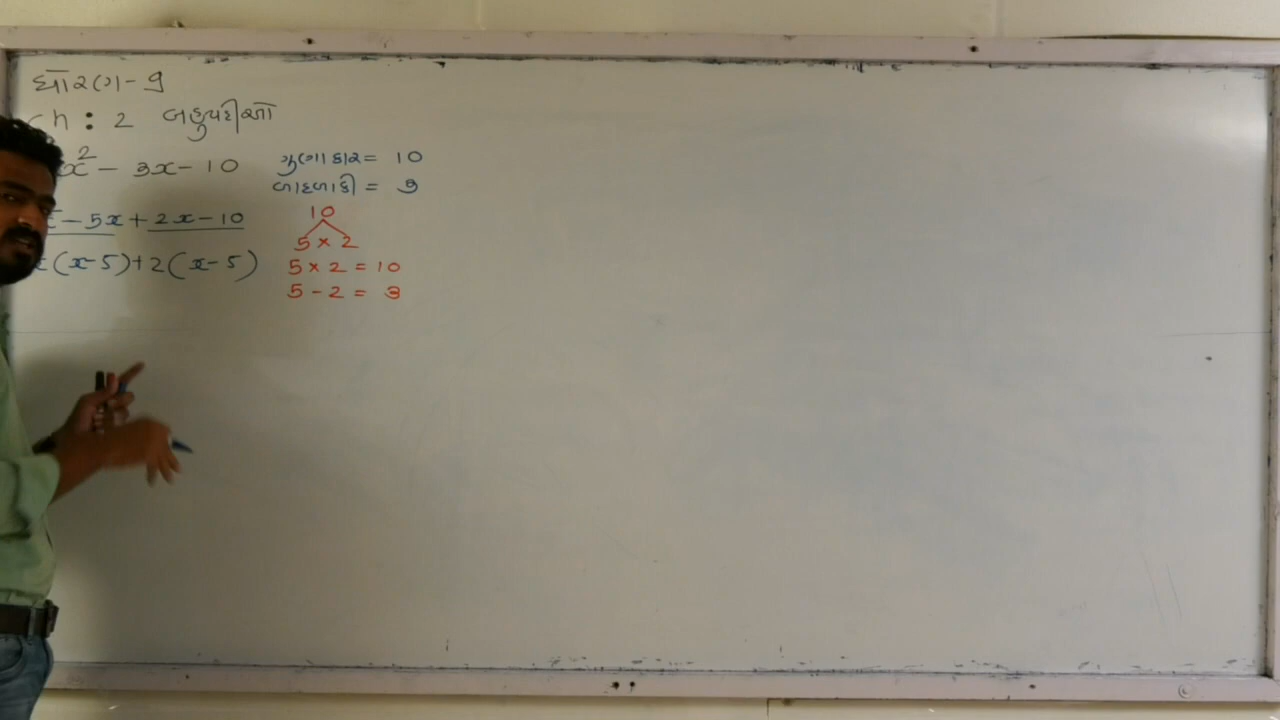 ધોરણ - 9
ch : 2 બહુપદીઓ
x² - 3x - 10
- 5x + 2x - 10
(x - 5) + 2 (x - 5)
ગુણાકાર = 10
બાદબાકી = 3
10
5 × 2
5 × 2 = 10
5 - 2 = 3